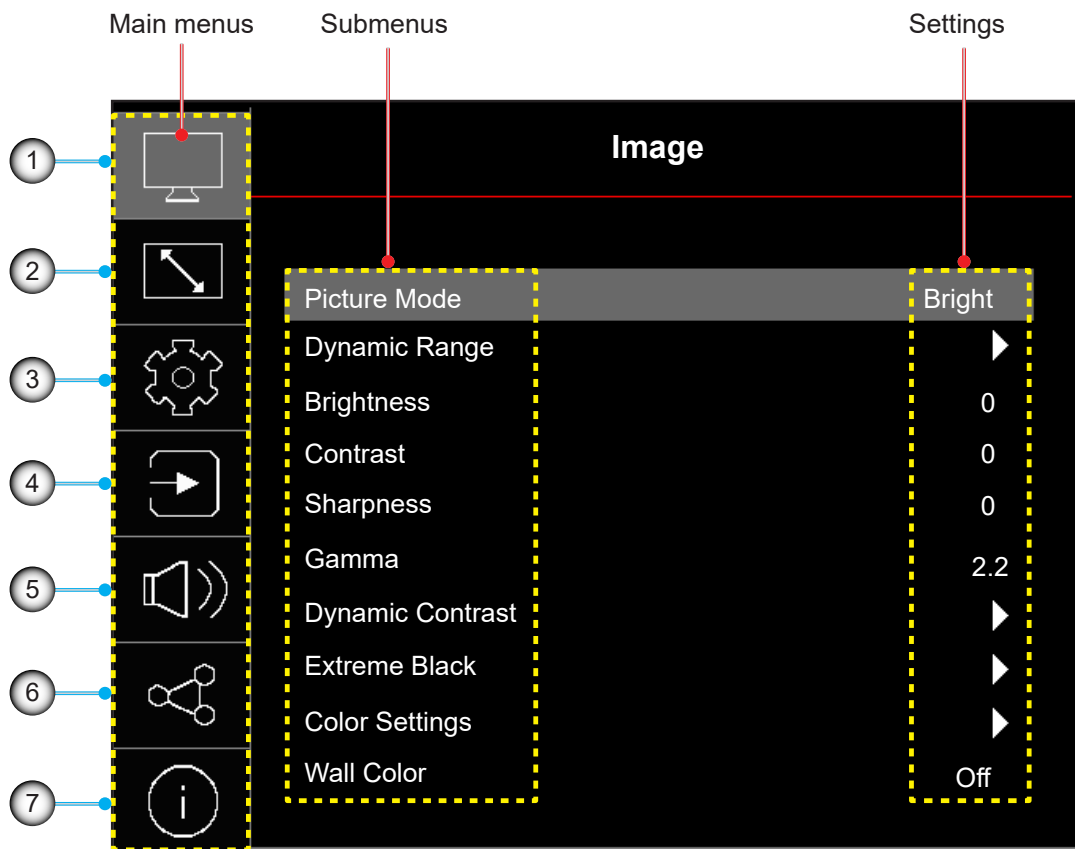 Main menus Submenus Settings
1
Image
2
Picture Mode Bright
Dynamic Range
3
Brightness 0
Contrast 0
4
Sharpness 0
Gamma 2.2
5
Dynamic Contrast
Extreme Black
6
Color Settings
Wall Color Off
7
i